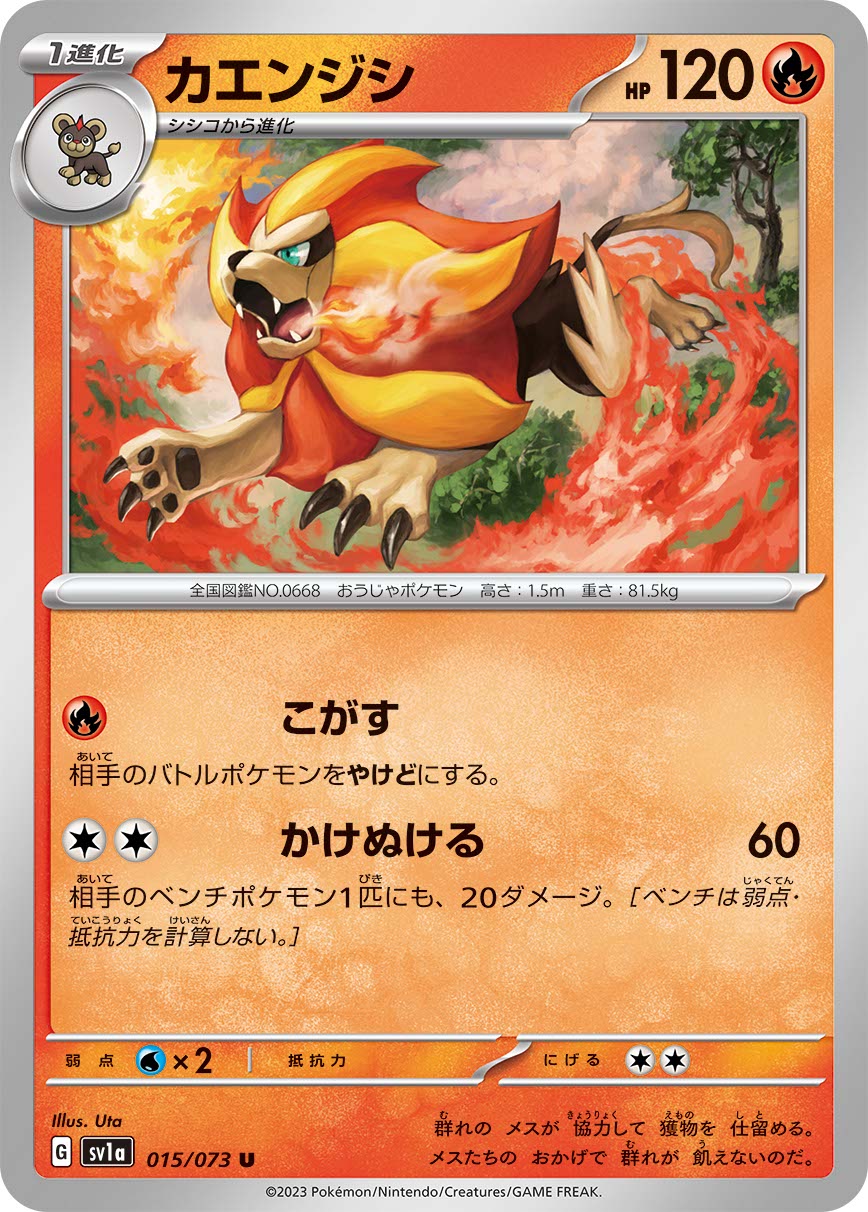 1進化
カエンジシ
HP 120
シシコから進化
全国図鑑NO.0668 おうじゃポケモン 高さ:1.5m 重さ:81.5kg
こがす
相手のバトルポケモンをやけどにする。
かけぬける 60
相手のベンチポケモン1匹にも、20ダメージ。[ベンチは弱点・
抵抗力を計算しない。]
弱点 ×2 抵抗力 にげる
Illus. Uta
群れの メスが 協力して 獲物を 仕留める。
メスたちの おかげで 群れが 飢えないのだ。
G sv1a 015/073 U
©2023 Pokémon/Nintendo/Creatures/GAME FREAK.